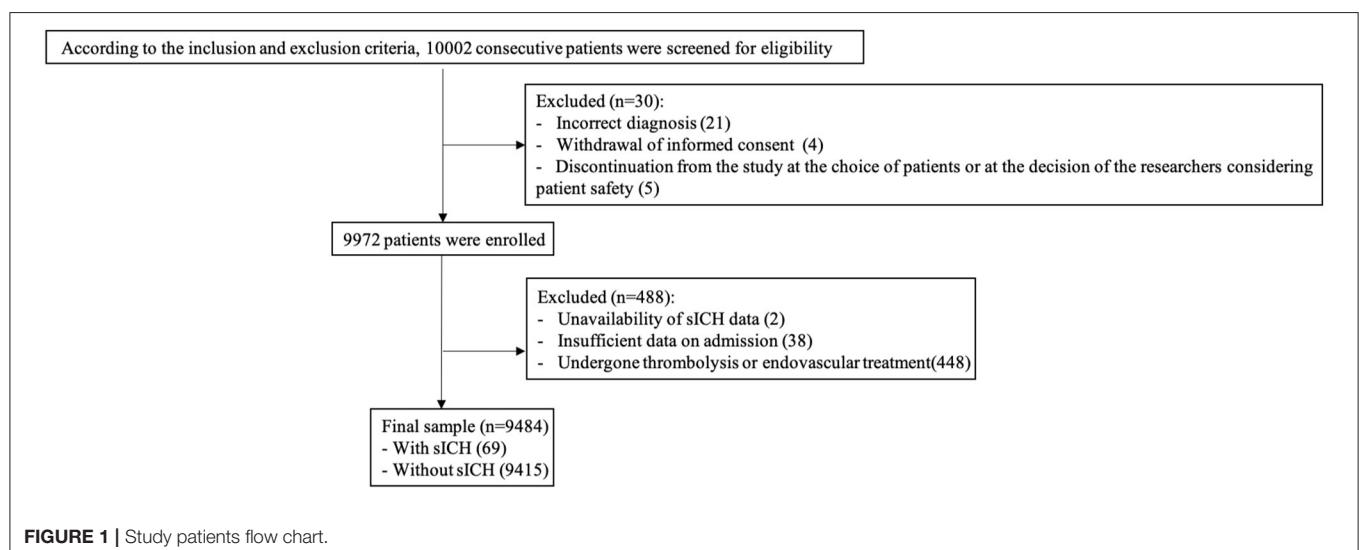 According to the inclusion and exclusion criteria, 10002 consecutive patients were screened for eligibility
Excluded (n=30):
- Incorrect diagnosis (21)
- Withdrawal of informed consent (4)
- Discontinuation from the study at the choice of patients or at the decision of the researchers considering
patient safety (5)
9972 patients were enrolled
Excluded (n=488):
- Unavailability of sICH data (2)
- Insufficient data on admission (38)
- Undergone thrombolysis or endovascular treatment(448)
Final sample (n=9484)
- With sICH (69)
- Without sICH (9415)
FIGURE 1 | Study patients flow chart.